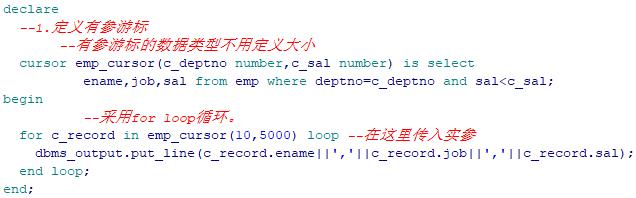 declare
--1.定义有参游标
--有参游标的数据类型不用定义大小
cursor emp_cursor(c_deptno number,c_sal number) is select
ename,job,sal from emp where deptno=c_deptno and sal<c_sal;
begin
--采用for loop循环。
for c_record in emp_cursor(10,5000) loop --在这里传入实参
dbms_output.put_line(c_record.ename||','||c_record.job||','||c_record.sal);
end loop;
end;